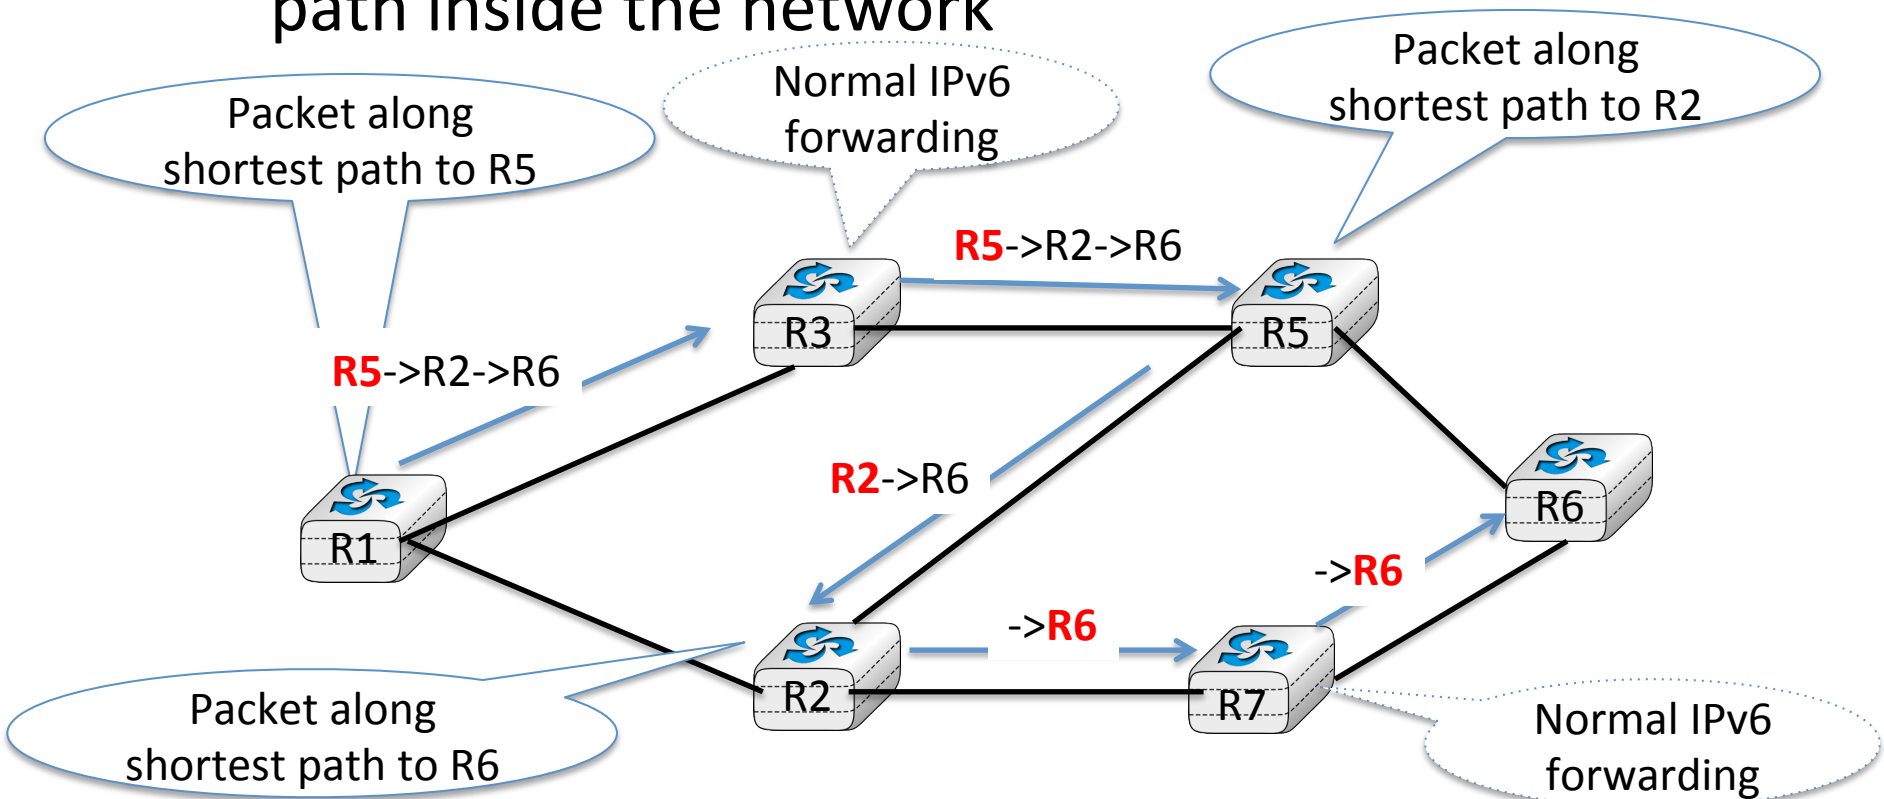 path inside the network
Packet along
shortest path to R5
Normal IPv6
forwarding
Packet along
shortest path to R2
R5->R2->R6
R3
R5
R5->R2->R6
R2->R6
R6
R1
->R6
->R6
R2
R7
Packet along
shortest path to R6
Normal IPv6
forwarding